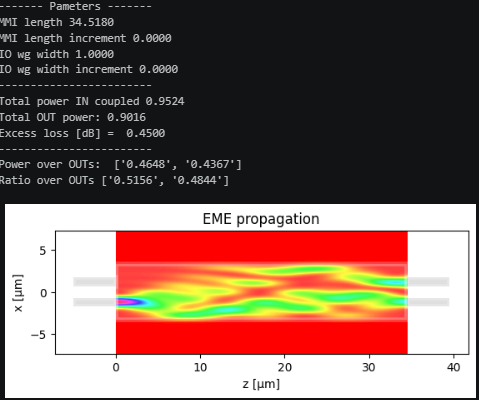 ------- Pameters -------
MMI length 34.5180
MMI length increment 0.0000
IO wg width 1.0000
IO wg width increment 0.0000
------------------------
Total power IN coupled 0.9524
Total OUT power: 0.9016
Excess loss [dB] =  0.4500
------------------------
Power over OUTs:  ['0.4648', '0.4367']
Ratio over OUTs ['0.5156', '0.4844']
EME propagation
5
0
−5
x [µm]
0 10 20 30 40
z [µm]